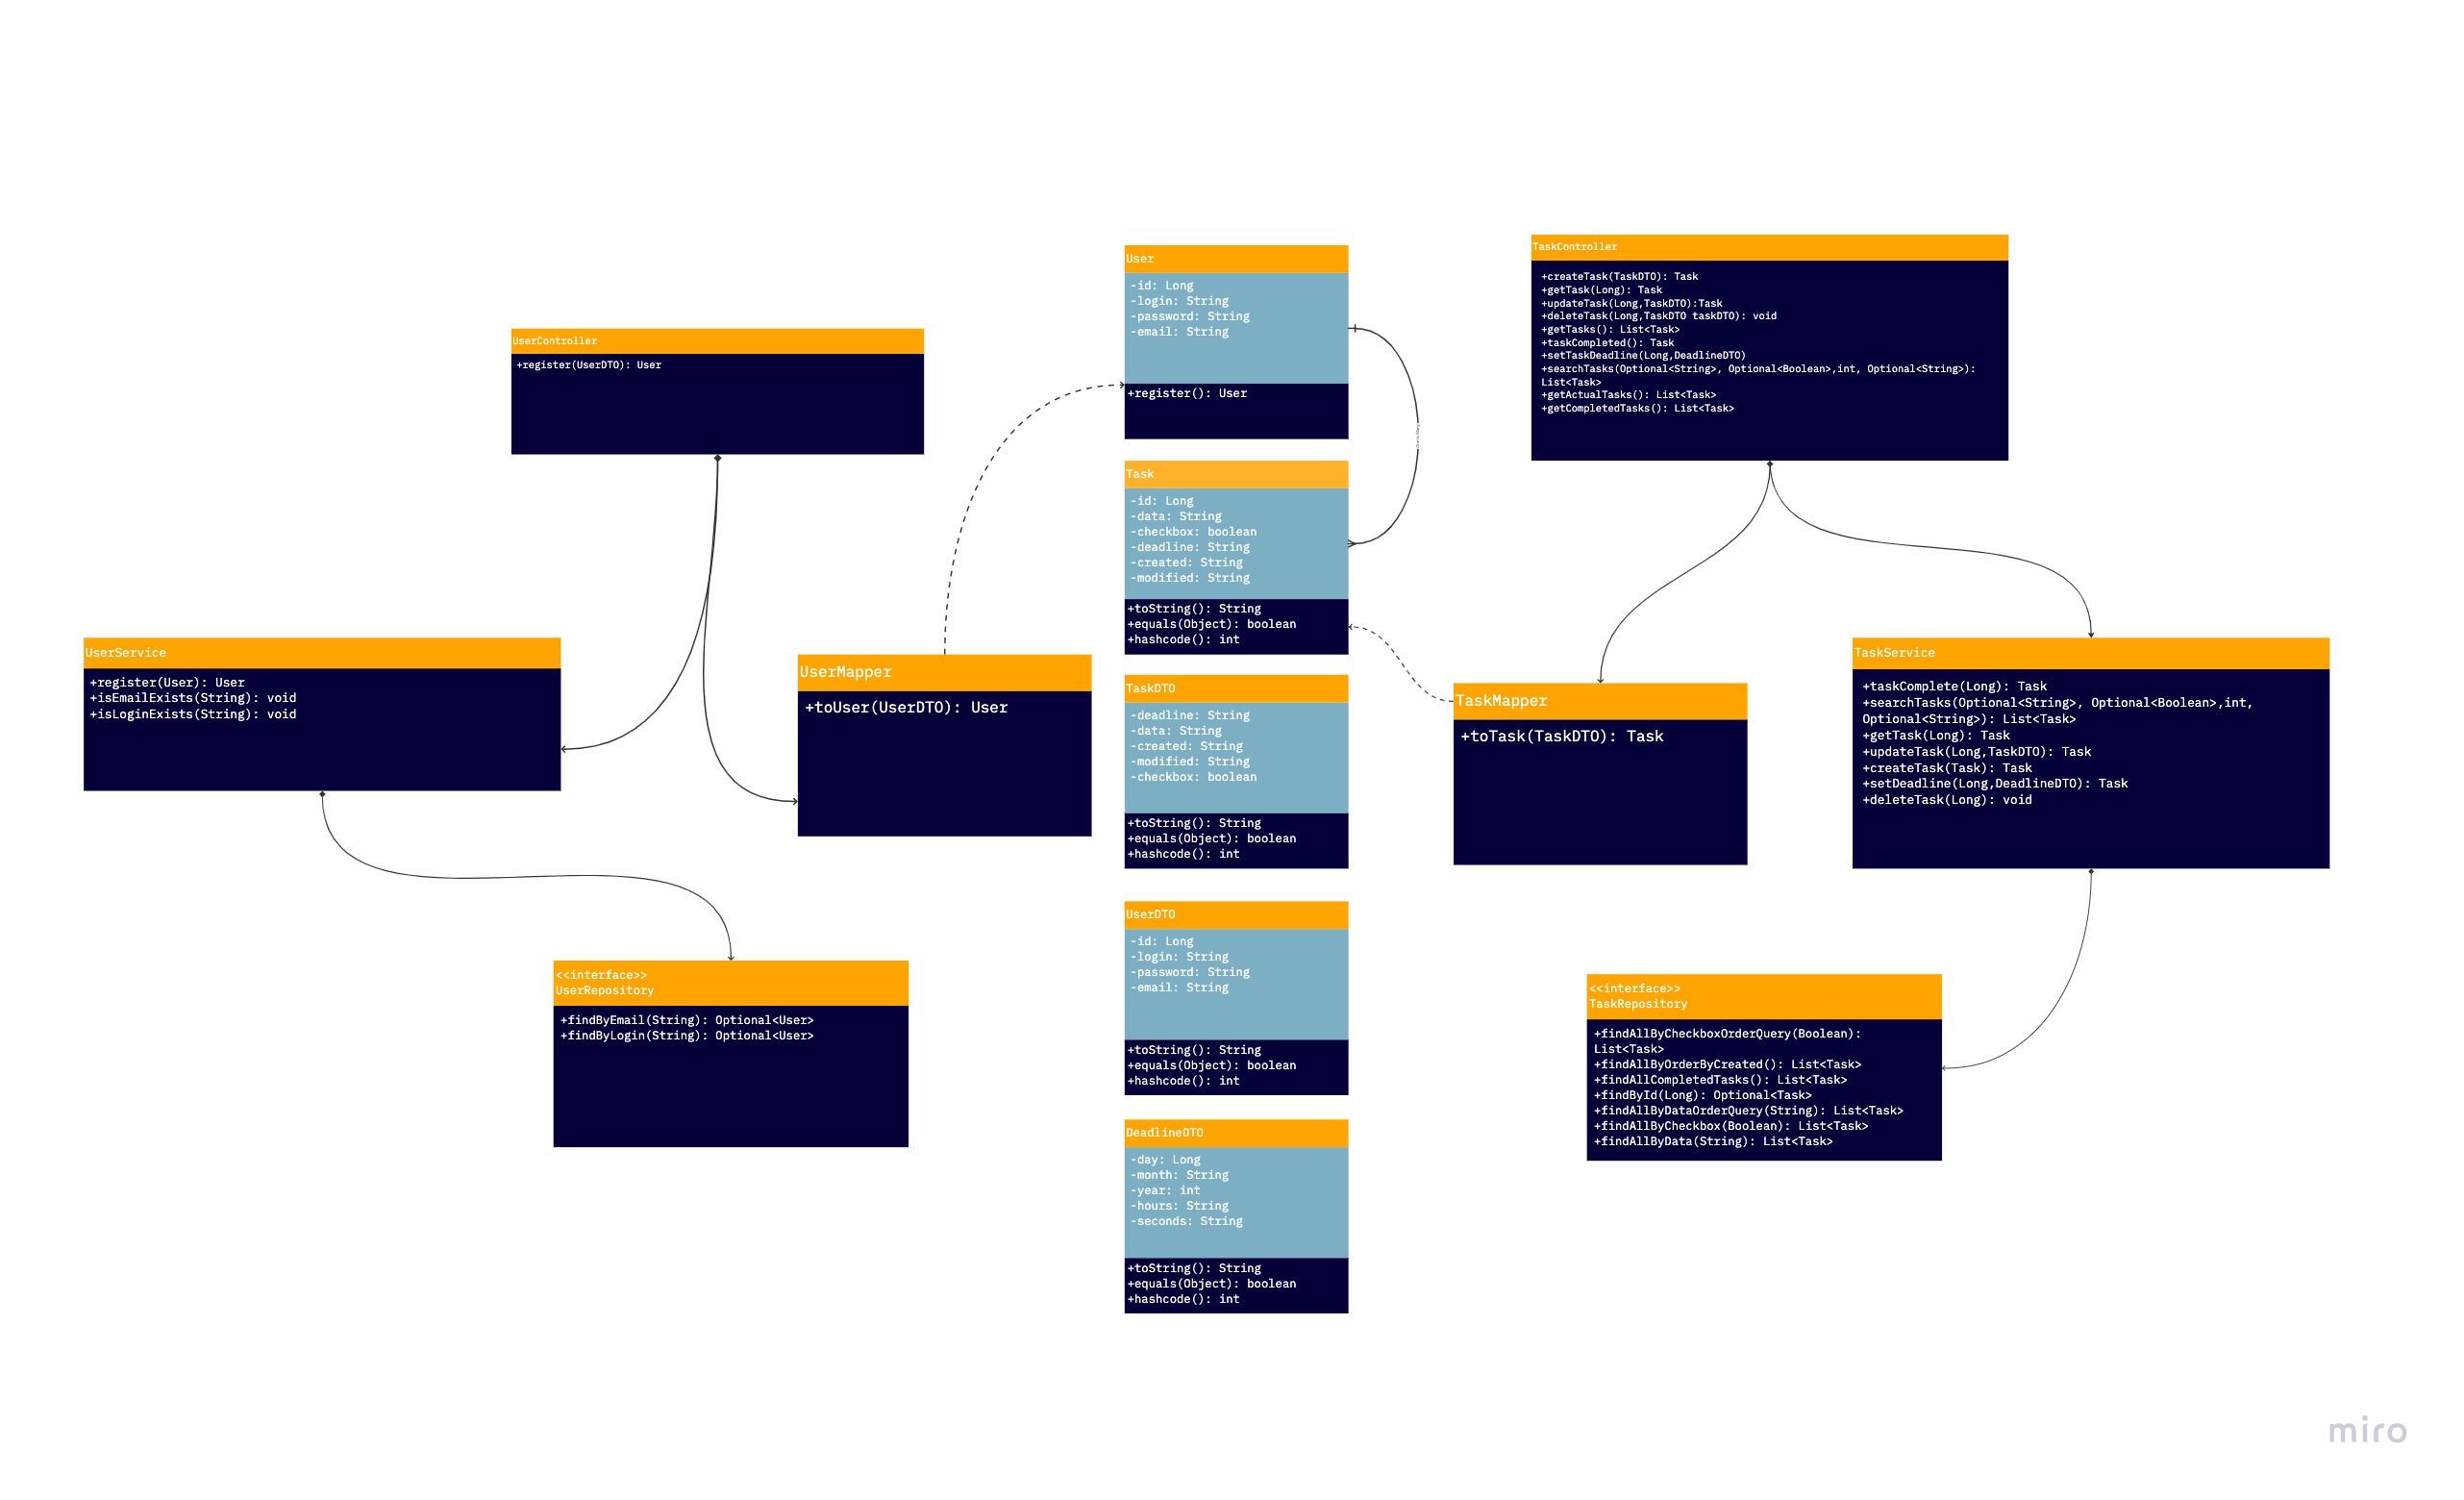 User
-id: Long
-login: String
-password: String
-email: String
+register(): User
TaskController
+createTask(TaskDTO): Task
+getTask(Long): Task
+updateTask(Long,TaskDTO):Task
+deleteTask(Long,TaskDTO taskDTO): void
+getTasks(): List<Task>
+taskCompleted(): Task
+setTaskDeadline(Long,DeadlineDTO)
+searchTasks(Optional<String>, Optional<Boolean>,int, Optional<String>):
List<Task>
+getActualTasks(): List<Task>
+getCompletedTasks(): List<Task>
UserController
+register(UserDTO): User
Task
-id: Long
-data: String
-checkbox: boolean
-deadline: String
-created: String
-modified: String
+toString(): String
+equals(Object): boolean
+hashcode(): int
UserService
+register(User): User
+isEmailExists(String): void
+isLoginExists(String): void
UserMapper
+toUser(UserDTO): User
TaskDTO
-deadline: String
-data: String
-created: String
-modified: String
-checkbox: boolean
+toString(): String
+equals(Object): boolean
+hashcode(): int
TaskMapper
+toTask(TaskDTO): Task
TaskService
+taskComplete(Long): Task
+searchTasks(Optional<String>, Optional<Boolean>,int,
Optional<String>): List<Task>
+getTask(Long): Task
+updateTask(Long,TaskDTO): Task
+createTask(Task): Task
+setDeadline(Long,DeadlineDTO): Task
+deleteTask(Long): void
UserDTO
-id: Long
-login: String
-password: String
-email: String
+toString(): String
+equals(Object): boolean
+hashcode(): int
<<interface>>
UserRepository
+findByEmail(String): Optional<User>
+findByLogin(String): Optional<User>
<<interface>>
TaskRepository
+findAllByCheckboxOrderQuery(Boolean):
List<Task>
+findAllByOrderByCreated(): List<Task>
+findAllCompletedTasks(): List<Task>
+findById(Long): Optional<Task>
+findAllByDataOrderQuery(String): List<Task>
+findAllByCheckbox(Boolean): List<Task>
+findAllByData(String): List<Task>
DeadlineDTO
-day: Long
-month: String
-year: int
-hours: String
-seconds: String
+toString(): String
+equals(Object): boolean
+hashcode(): int
miro